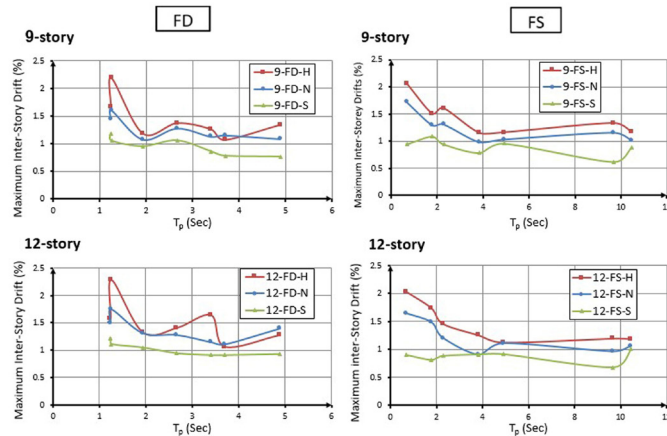 FD
FS
9-story
9-story
Maximum Inter-Story Drift (%)
2.5
2
1.5
1
0.5
0
0 1 2 3 4 5 6
T_p (Sec)
9-FD-H
9-FD-N
9-FD-S
Maximum Inter-Storey Drifts (%)
2.5
2
1.5
1
0.5
0
0 2 4 6 8 10 12
T_p (Sec)
9-FS-H
9-FS-N
9-FS-S
12-story
12-story
Maximum Inter-Story Drift (%)
2.5
2
1.5
1
0.5
0
0 1 2 3 4 5 6
T_p (Sec)
12-FD-H
12-FD-N
12-FD-S
Maximum inter-Story Drift (%)
2.5
2
1.5
1
0.5
0
0 2 4 6 8 10 12
T_p (Sec)
12-FS-H
12-FS-N
12-FS-S